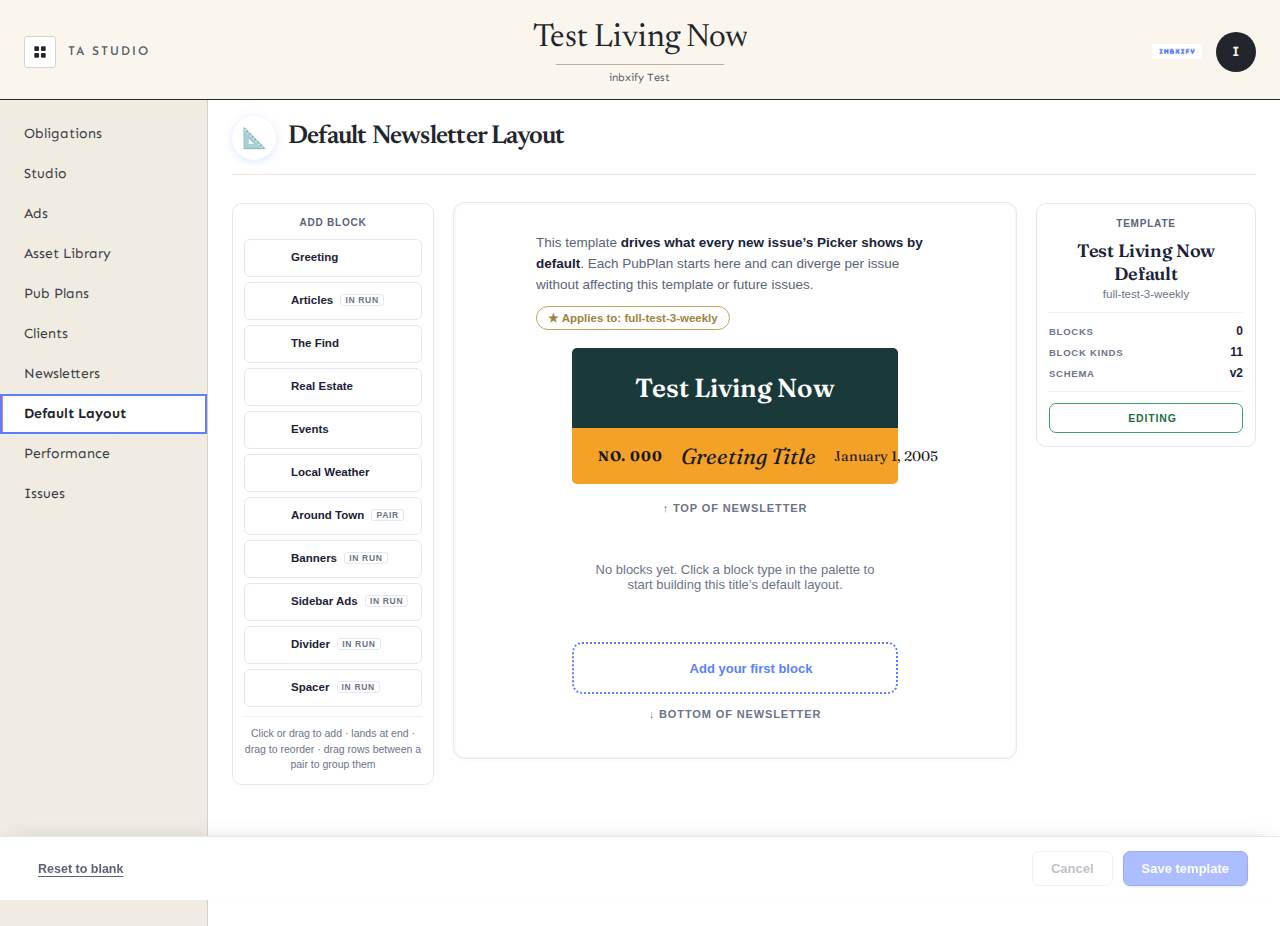 TA STUDIO
Test Living Now
inbxify Test
INBXIFY
I
Obligations
Studio
Ads
Asset Library
Pub Plans
Clients
Newsletters
Default Layout
Performance
Issues
Default Newsletter Layout
ADD BLOCK
Greeting
Articles IN RUN
The Find
Real Estate
Events
Local Weather
Around Town PAIR
Banners IN RUN
Sidebar Ads IN RUN
Divider IN RUN
Spacer IN RUN
Click or drag to add · lands at end ·
drag to reorder · drag rows between a
pair to group them
This template drives what every new issue’s Picker shows by
default. Each PubPlan starts here and can diverge per issue
without affecting this template or future issues.
★ Applies to: full-test-3-weekly
Test Living Now
NO. 000 Greeting Title January 1, 2005
↑ TOP OF NEWSLETTER
No blocks yet. Click a block type in the palette to
start building this title’s default layout.
Add your first block
↓ BOTTOM OF NEWSLETTER
TEMPLATE
Test Living Now
Default
full-test-3-weekly
BLOCKS 0
BLOCK KINDS 11
SCHEMA v2
EDITING
Reset to blank
Cancel
Save template